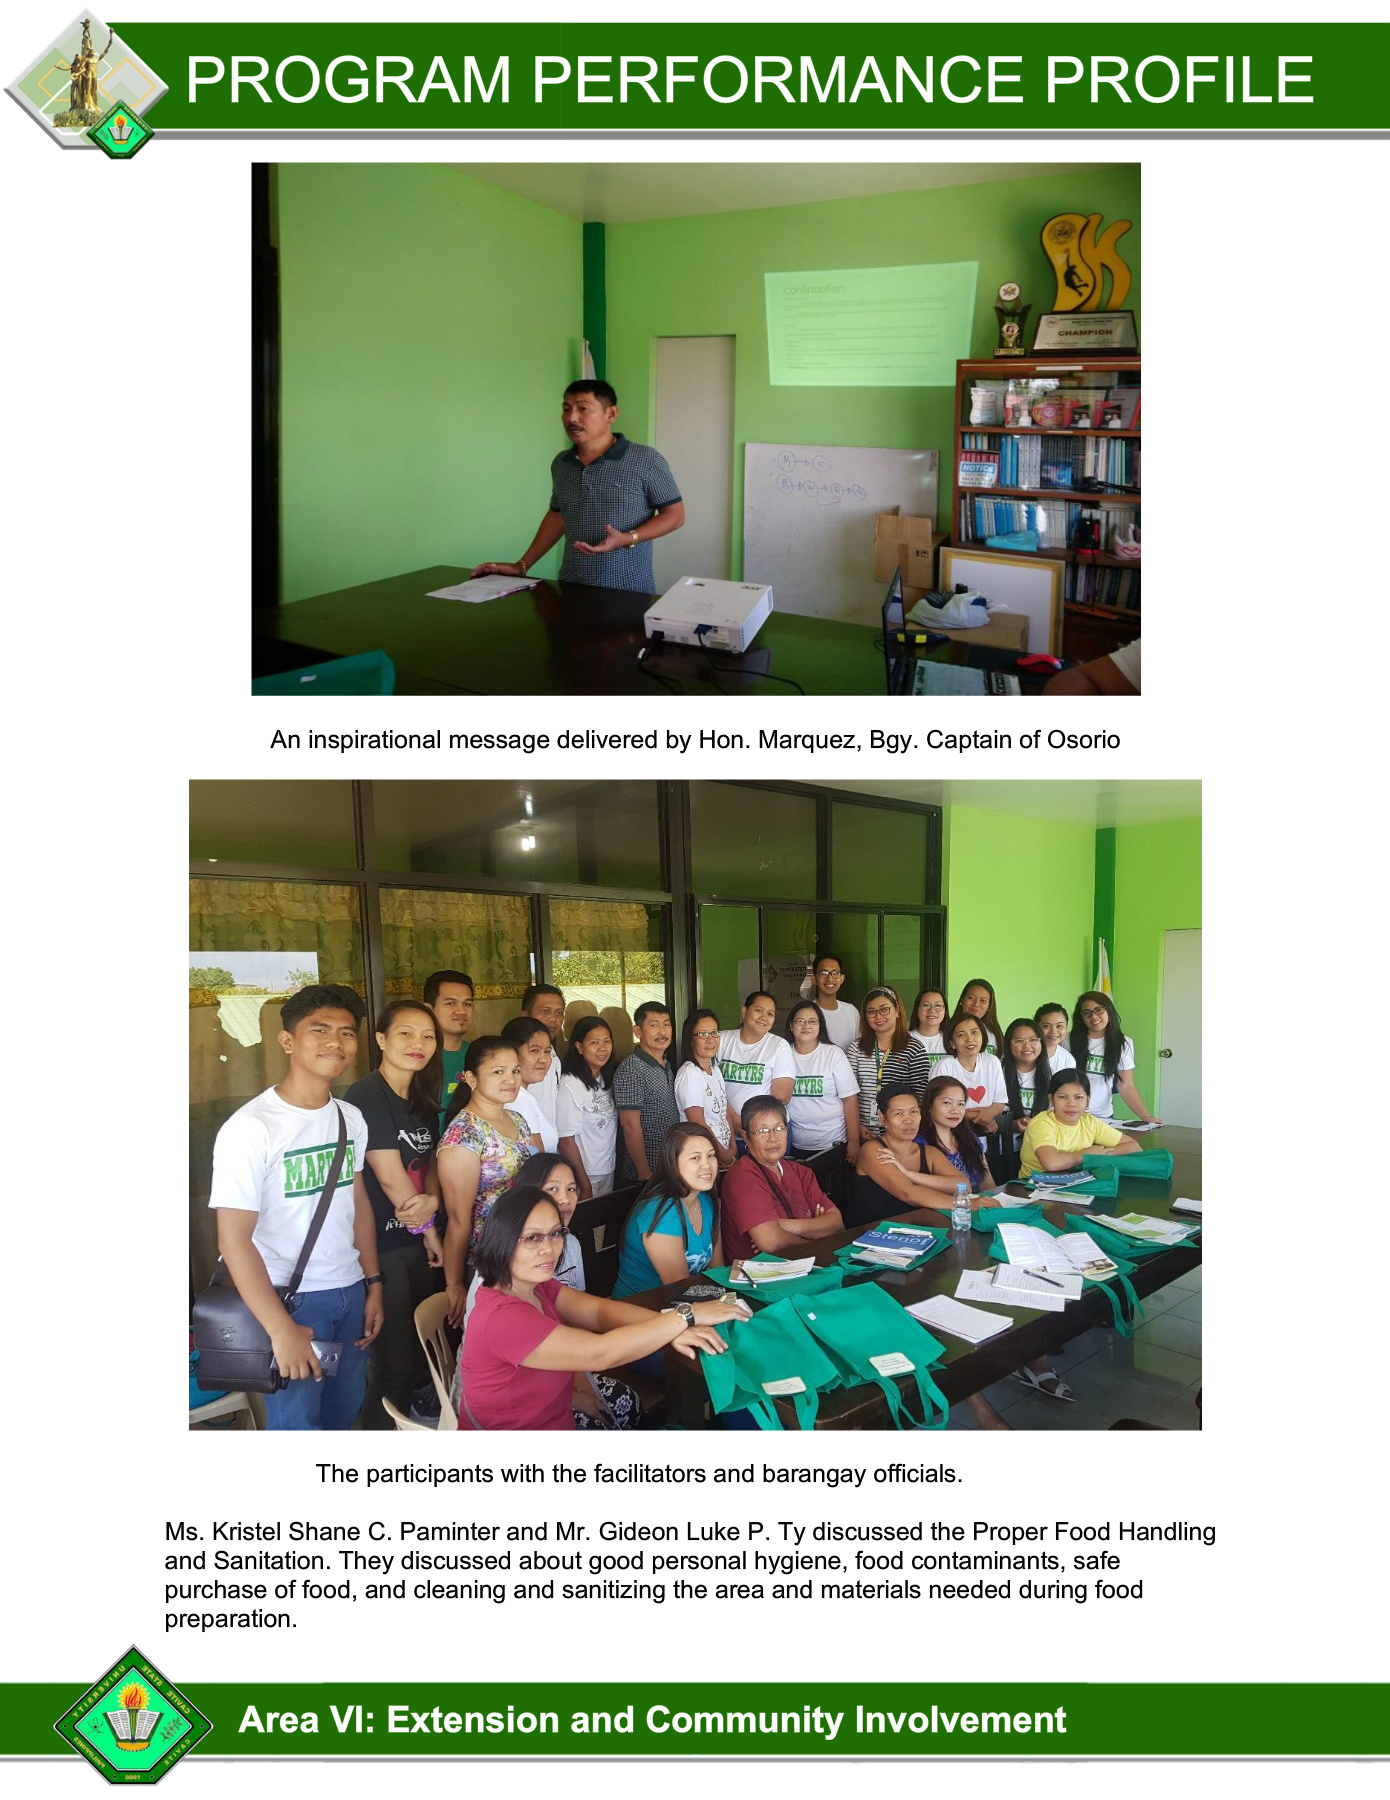 PROGRAM PERFORMANCE PROFILE
continuation
CHAMPION
NOTICE
An inspirational message delivered by Hon. Marquez, Bgy. Captain of Osorio
MARTYRS
The participants with the facilitators and barangay officials.
Ms. Kristel Shane C. Paminter and Mr. Gideon Luke P. Ty discussed the Proper Food Handling
and Sanitation. They discussed about good personal hygiene, food contaminants, safe
purchase of food, and cleaning and sanitizing the area and materials needed during food
preparation.
CAVITE STATE UNIVERSITY
CAVITE
PHILIPPINES
Area VI: Extension and Community Involvement